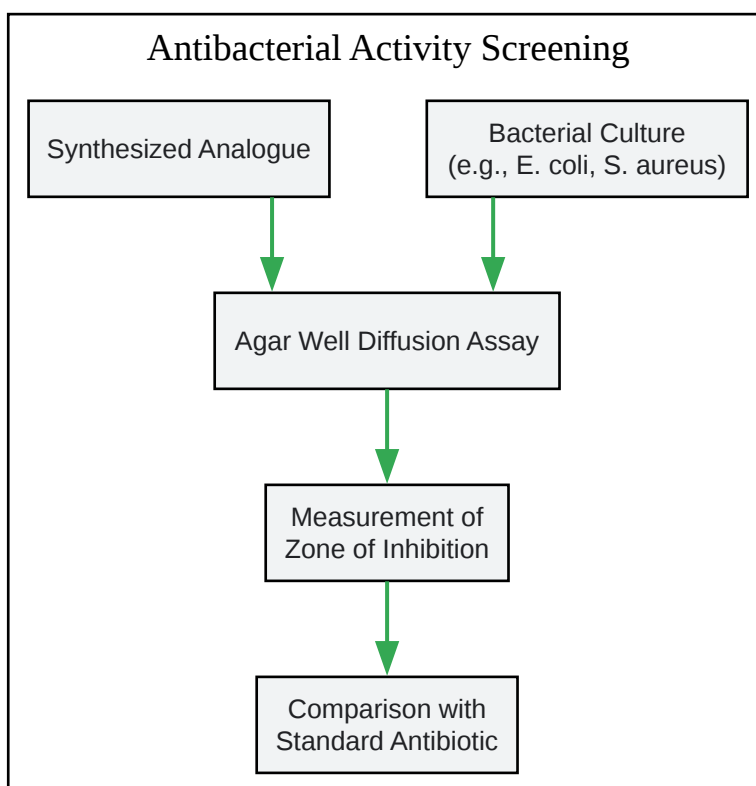 Antibacterial Activity Screening
Synthesized Analogue
Bacterial Culture
(e.g., E. coli, S. aureus)
Agar Well Diffusion Assay
Measurement of
Zone of Inhibition
Comparison with
Standard Antibiotic